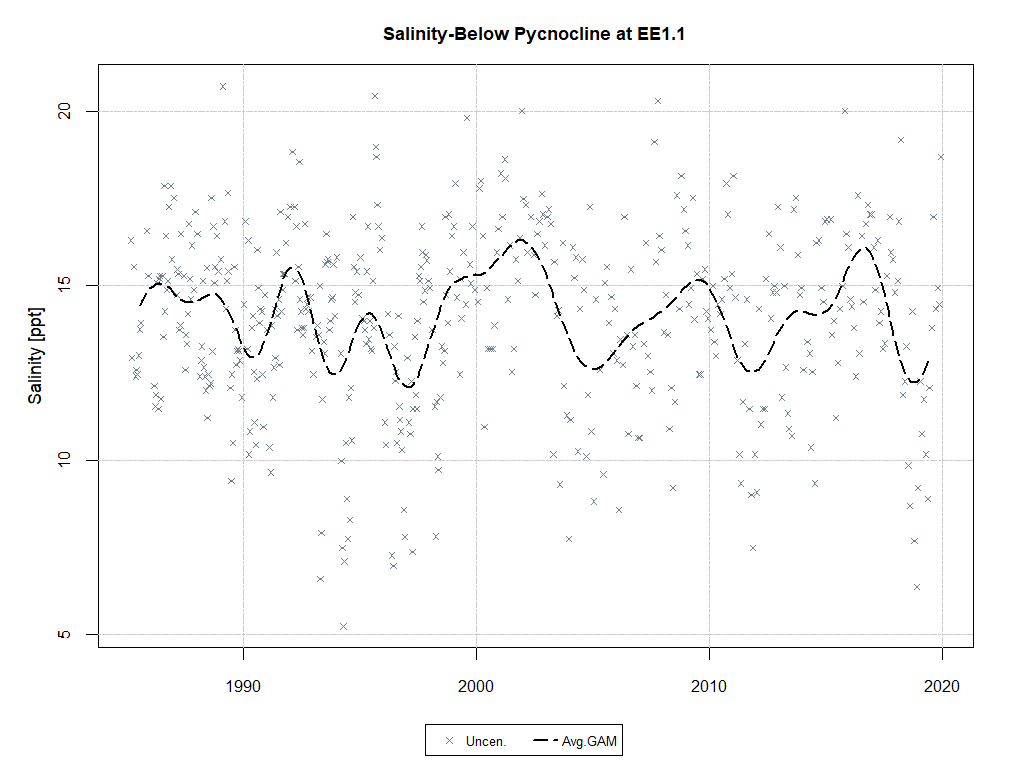 Salinity-Below Pycnocline at EE1.1
20
15
10
5
Salinity [ppt]
1990 2000 2010 2020
Uncen. Avg.GAM